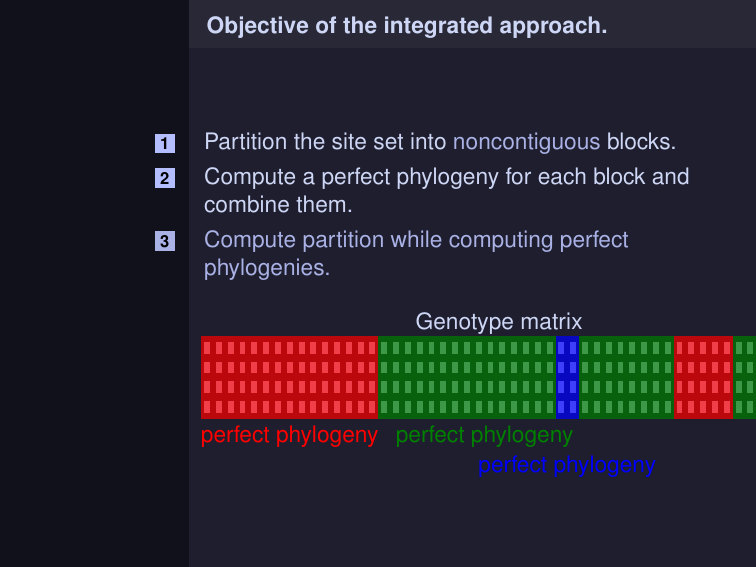 Objective of the integrated approach.
1 Partition the site set into noncontiguous blocks.
2 Compute a perfect phylogeny for each block and
combine them.
3 Compute partition while computing perfect
phylogenies.
Genotype matrix
perfect phylogeny perfect phylogeny
perfect phylogeny